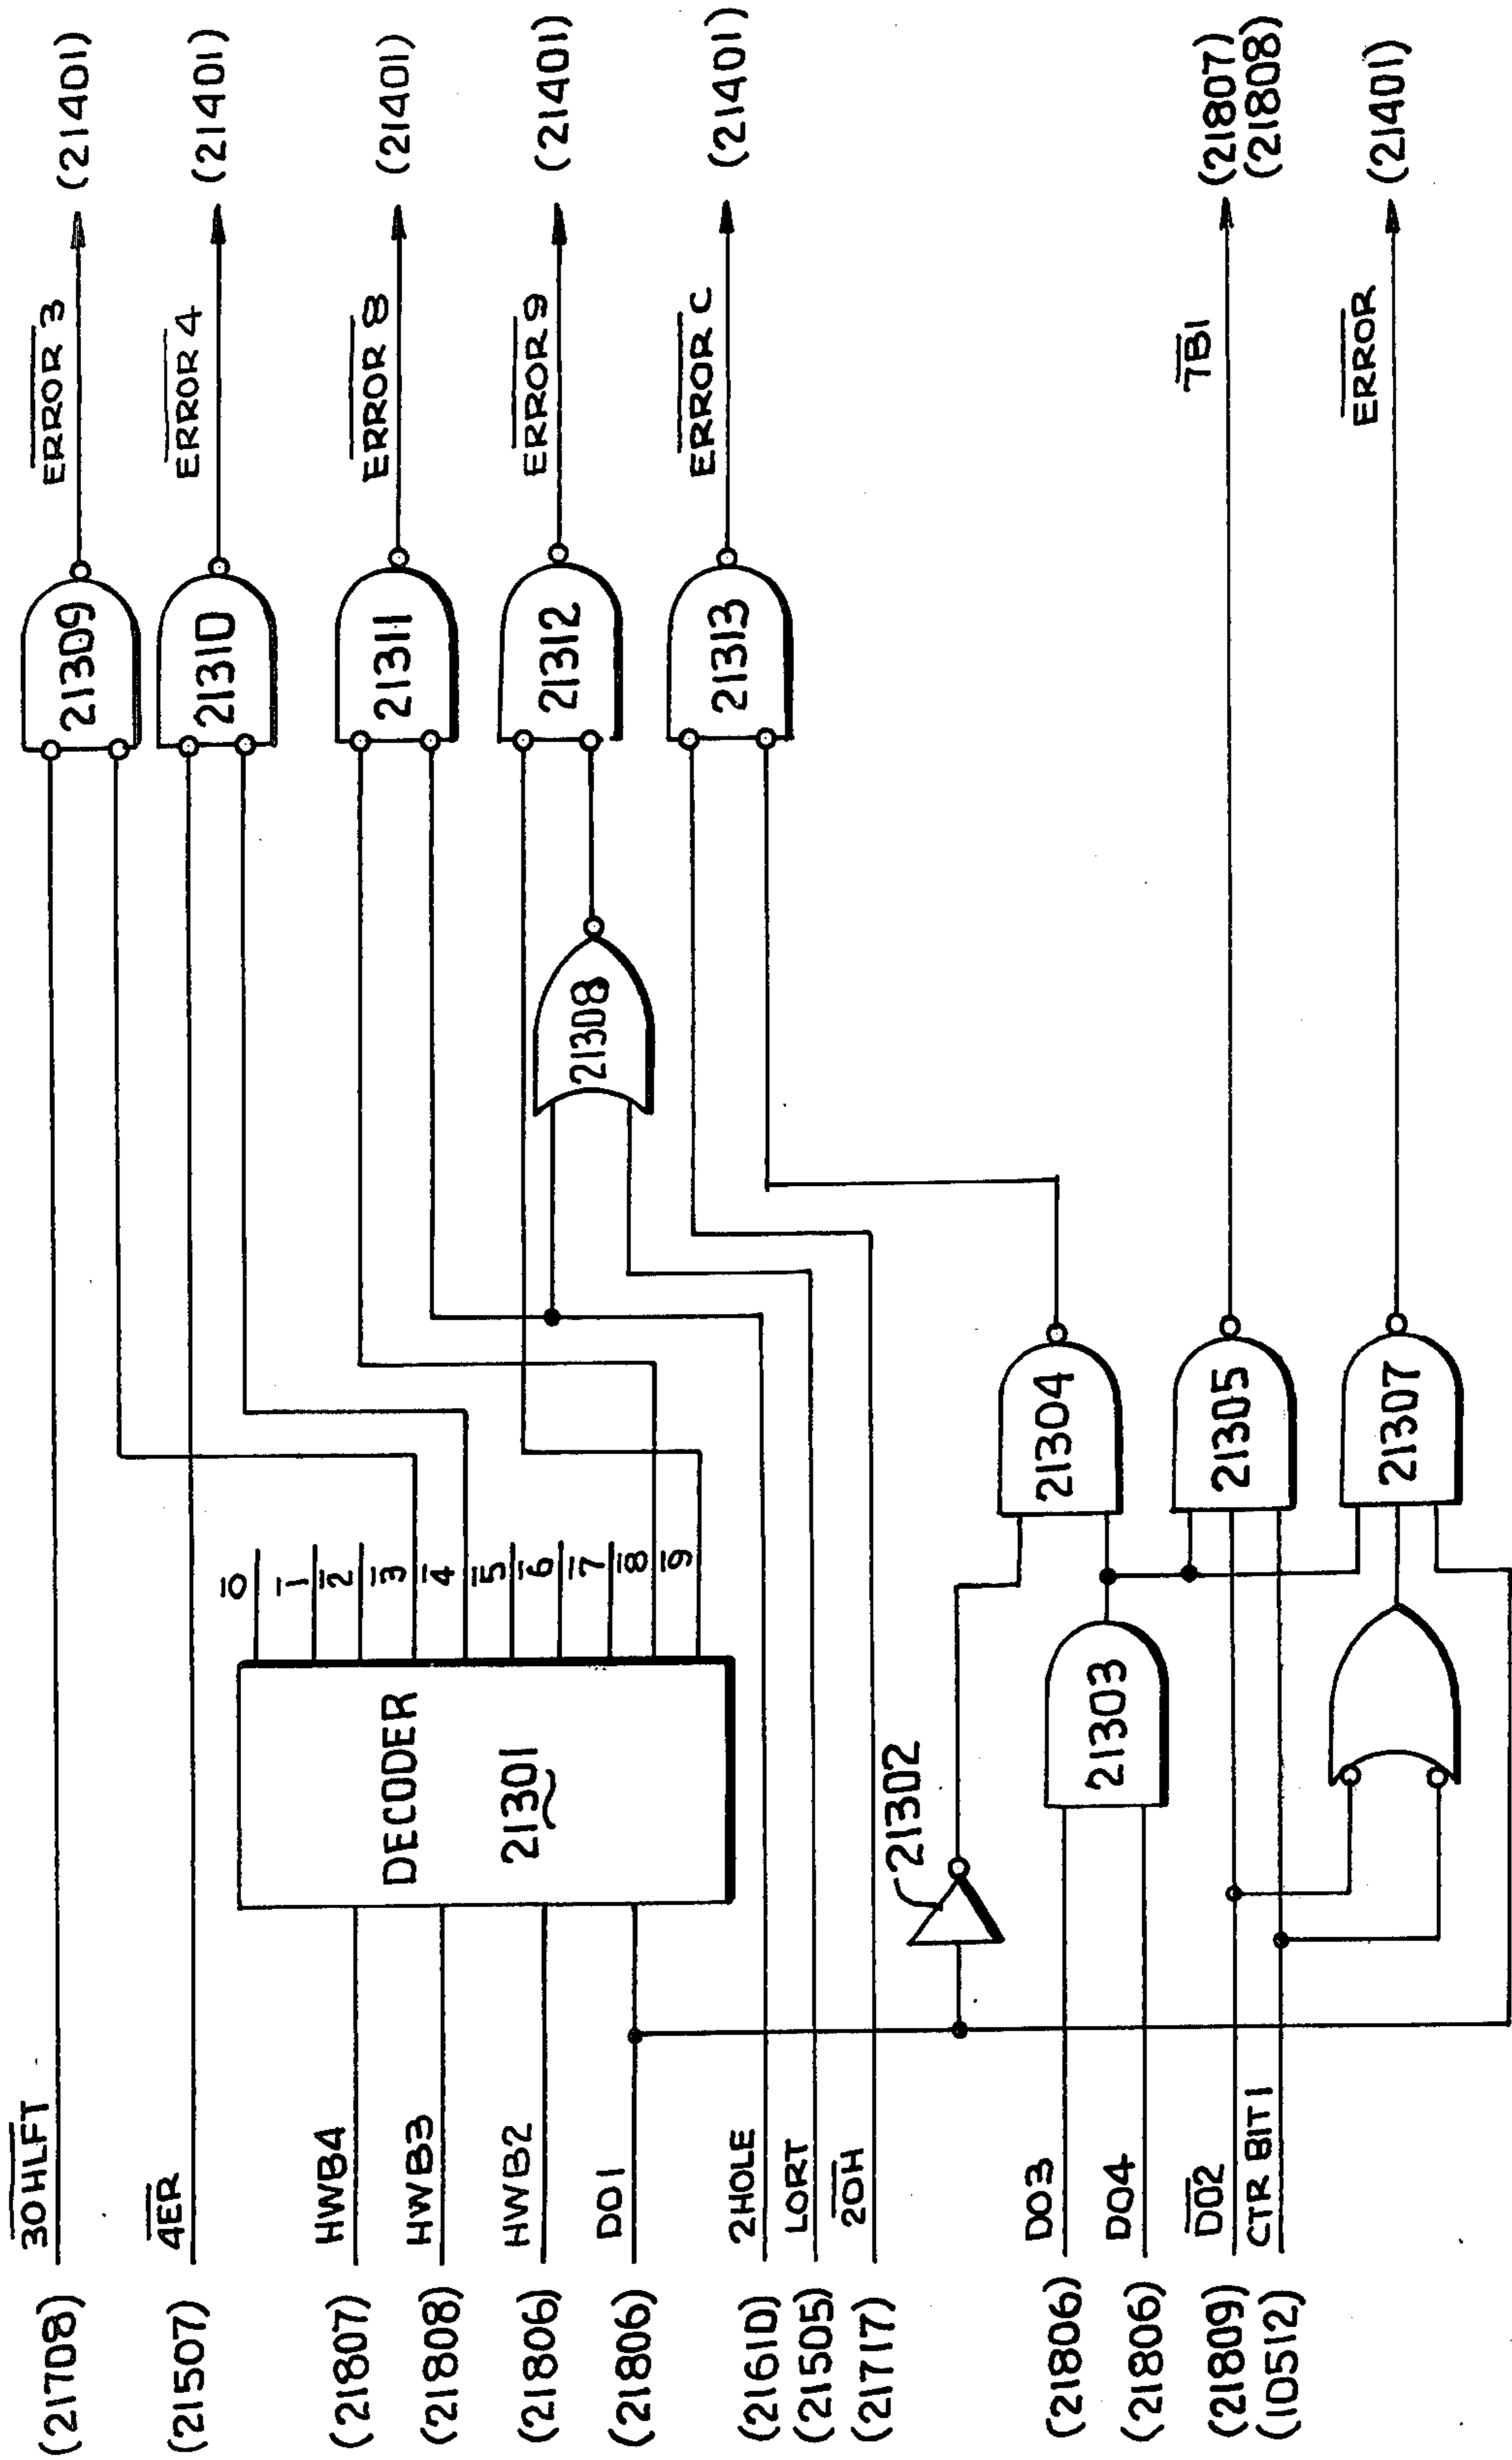 (21708) 30HLFT
(21507) 4ER
(21807) HWB4
(21808) HWB3
(21806) HWB2
(21806) DO1
(21610) 2HOLE
(21505) LORT
(21717) 2OH
(21806) DO3
(21806) DO4
(21809) DO2
(10512) CTR BIT 1
DECODER
21301
0
1
2
3
4
5
6
7
8
9
21302
21303
21304
21305
21307
21308
21309
21310
21311
21312
21313
ERROR 3 (21401)
ERROR 4 (21401)
ERROR 8 (21401)
ERROR 9 (21401)
ERROR C (21401)
7B1 (21807)
(21808)
ERROR (21401)